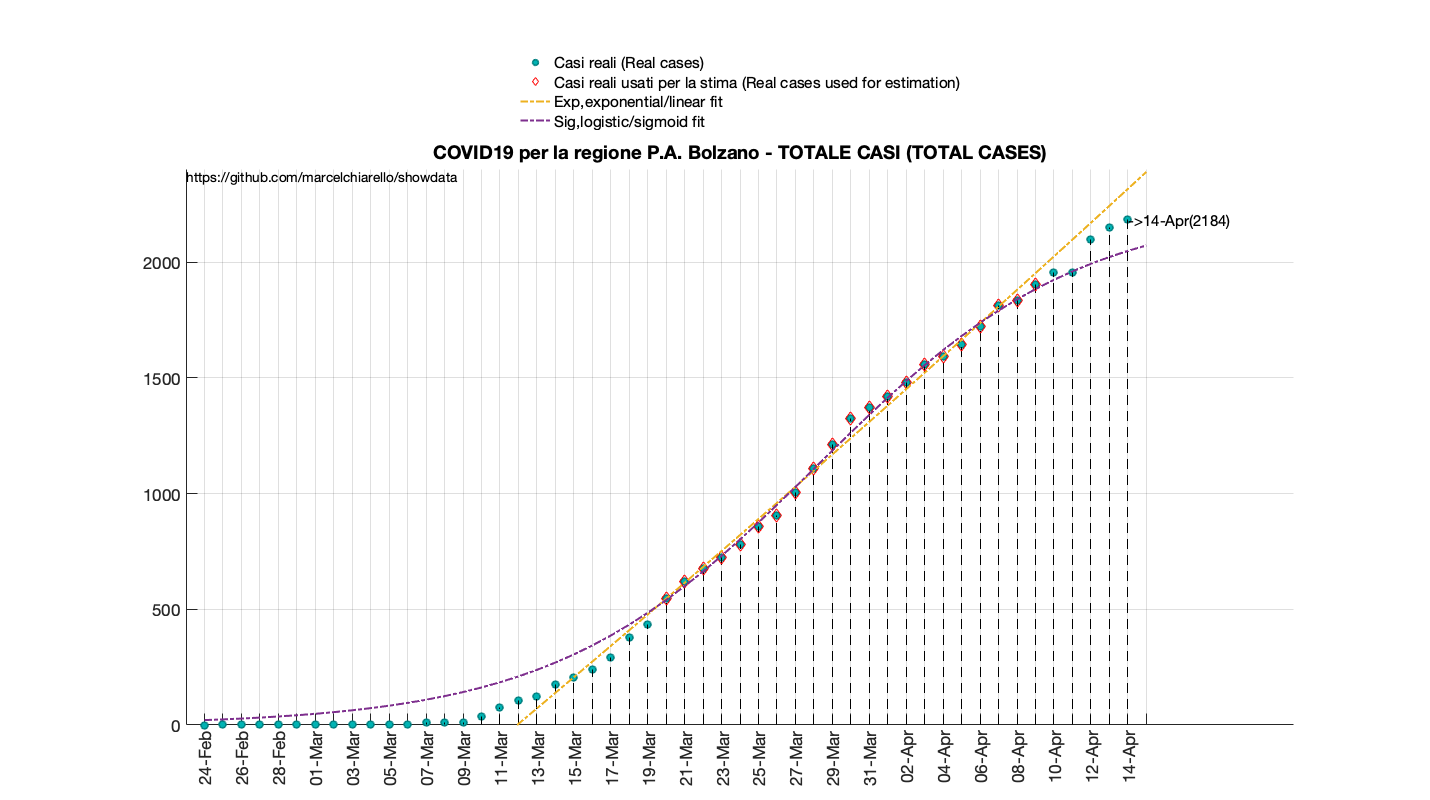 Casi reali (Real cases)
Casi reali usati per la stima (Real cases used for estimation)
Exp,exponential/linear fit
Sig,logistic/sigmoid fit
COVID19 per la regione P.A. Bolzano - TOTALE CASI (TOTAL CASES)
https://github.com/marcelchiarello/showdata
>14-Apr(2184)
2000
1500
1000
500
0
24-Feb
26-Feb
28-Feb
01-Mar
03-Mar
05-Mar
07-Mar
09-Mar
11-Mar
13-Mar
15-Mar
17-Mar
19-Mar
21-Mar
23-Mar
25-Mar
27-Mar
29-Mar
31-Mar
02-Apr
04-Apr
06-Apr
08-Apr
10-Apr
12-Apr
14-Apr